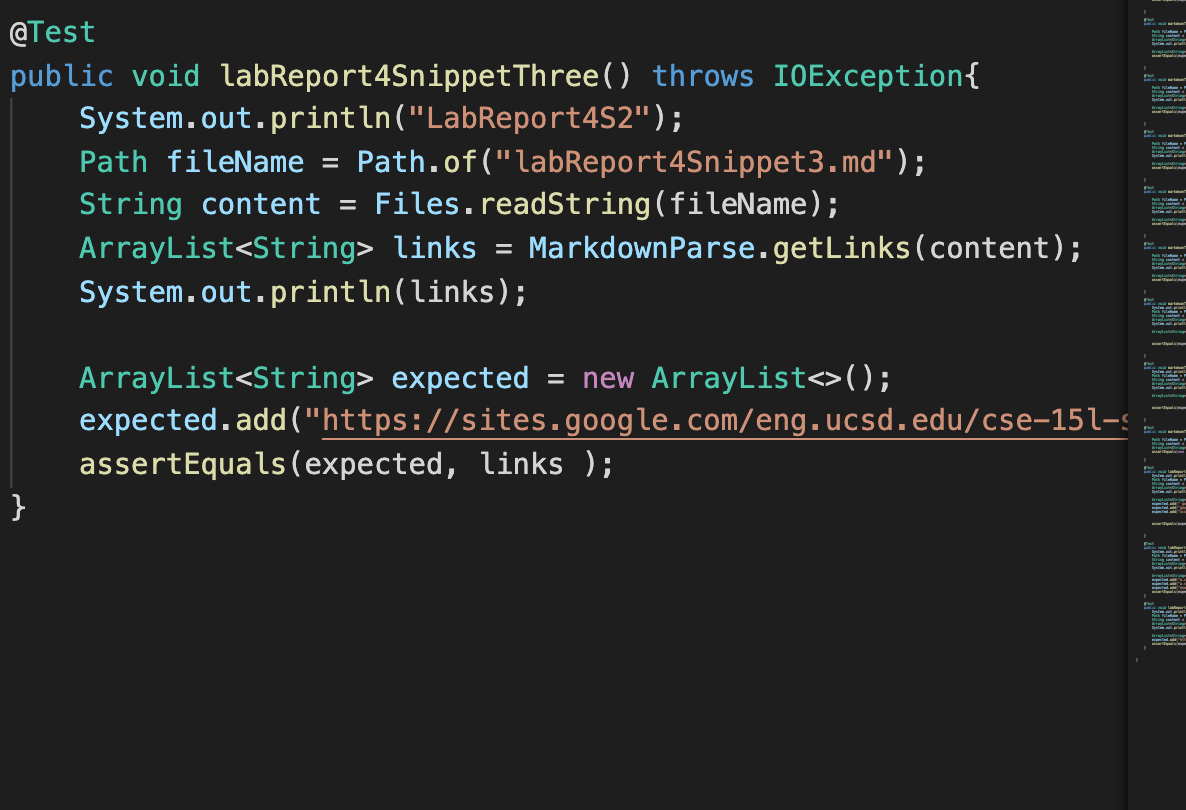 @Test
public void labReport4SnippetThree() throws IOException{
System.out.println("LabReport4S2");
Path fileName = Path.of("labReport4Snippet3.md");
String content = Files.readString(fileName);
ArrayList<String> links = MarkdownParse.getLinks(content);
System.out.println(links);
ArrayList<String> expected = new ArrayList<>();
expected.add("https://sites.google.com/eng.ucsd.edu/cse-15l-s
assertEquals(expected, links );
}